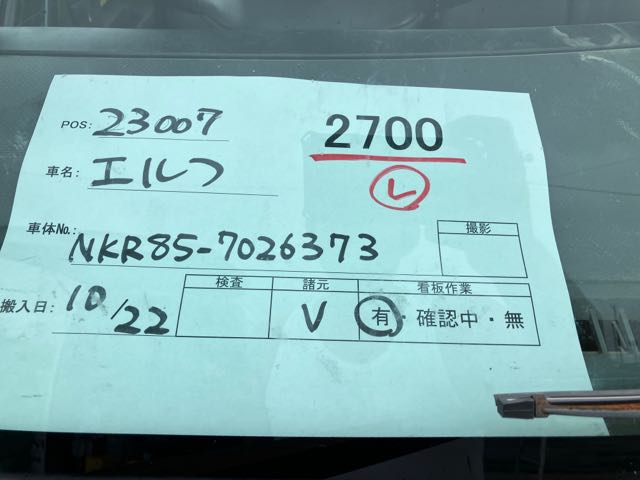 POS: 23007
2700
車名: エルフ
レ
車体No.: NKR85-7026373
撮影
搬入日: 10/22
検査 諸元 看板作業
V 有・確認中・無